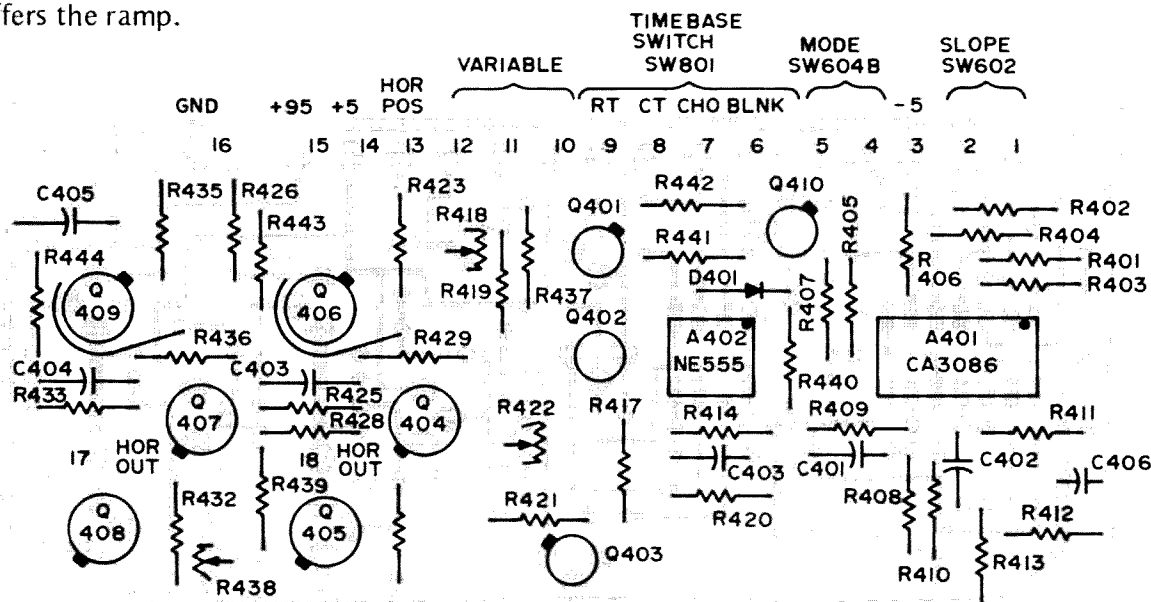 ffers the ramp.
TIMEBASE
SWITCH
SW801
MODE
SW604B
SLOPE
SW602
VARIABLE
GND
+95
+5
HOR
POS
RT CT CHO BLNK
-5
16 15 14 13 12 11 10 9 8 7 6 5 4 3 2 1
C405
R435
R426
R443
R423
R418
Q401
R442
Q410
R405
R402
R404
R444
R441
R401
R403
R
406
Q
409
Q
406
R419
R437
D401
R407
R436
R429
Q402
A402
NE555
A401
CA3086
C404
C403
R440
R433
R425
R428
Q
407
Q
404
R422
R417
R414
R409
R411
HOR
OUT
17
18
HOR
OUT
C403
C401
C402
C406
R432
R439
R408
Q
408
Q
405
R421
R420
R412
R438
Q403
R410
R413